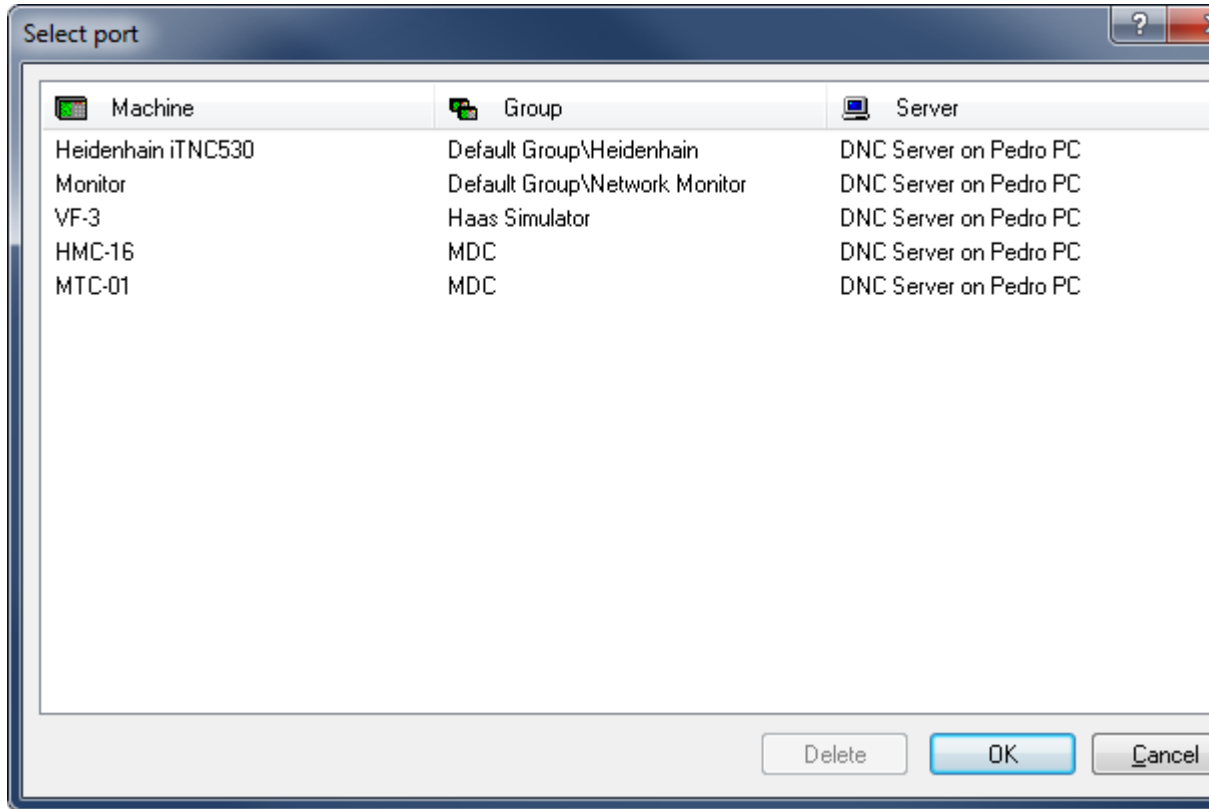 Select port
Machine Group Server
Heidenhain iTNC530 Default Group\Heidenhain DNC Server on Pedro PC
Monitor Default Group\Network Monitor DNC Server on Pedro PC
VF-3 Haas Simulator DNC Server on Pedro PC
HMC-16 MDC DNC Server on Pedro PC
MTC-01 MDC DNC Server on Pedro PC
Delete OK Cancel